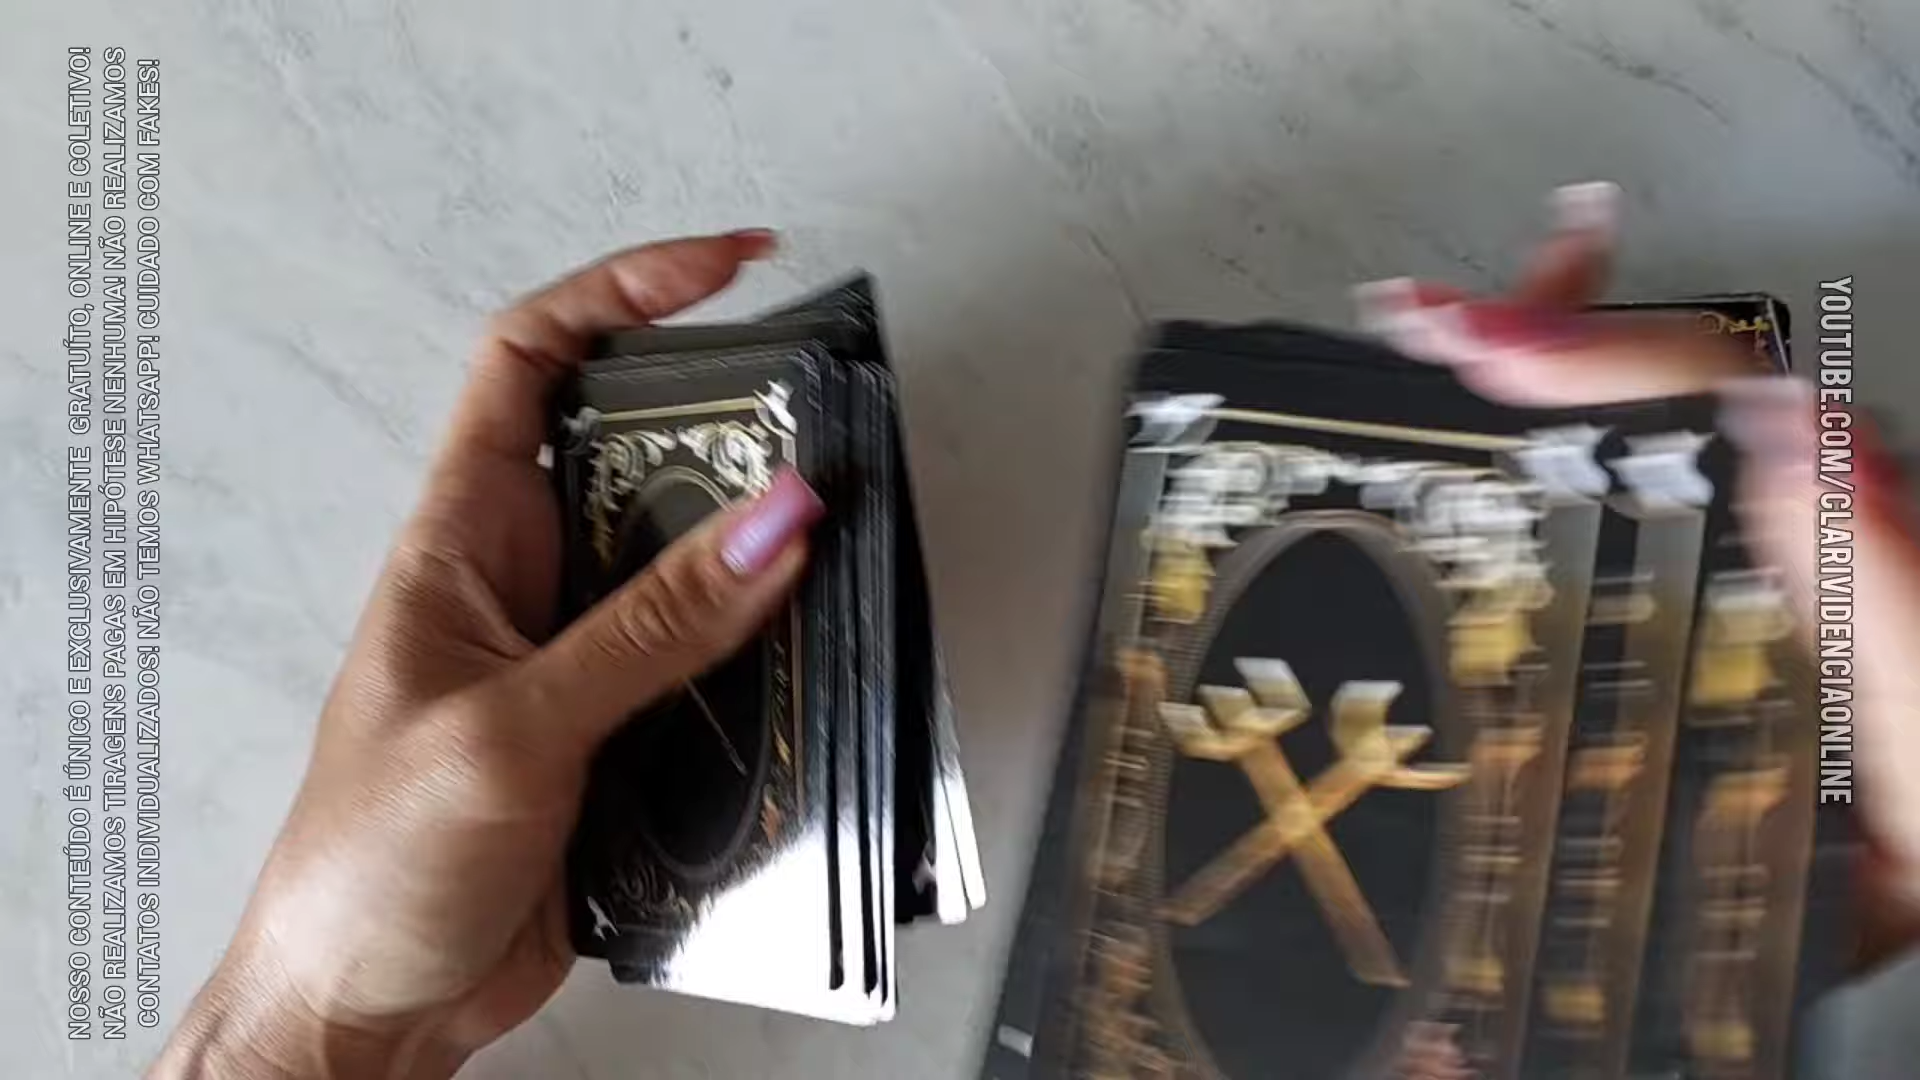 NOSSO CONTEÚDO É ÚNICO E EXCLUSIVAMENTE GRATUÍTO, ONLINE E COLETIVO!
NÃO REALIZAMOS TIRAGENS PAGAS EM HIPÓTESE NENHUMA! NÃO REALIZAMOS
CONTATOS INDIVIDUALIZADOS! NÃO TEMOS WHATSAPP! CUIDADO COM FAKES!
YOUTUBE.COM/CLARIVIDENCIAONLINE